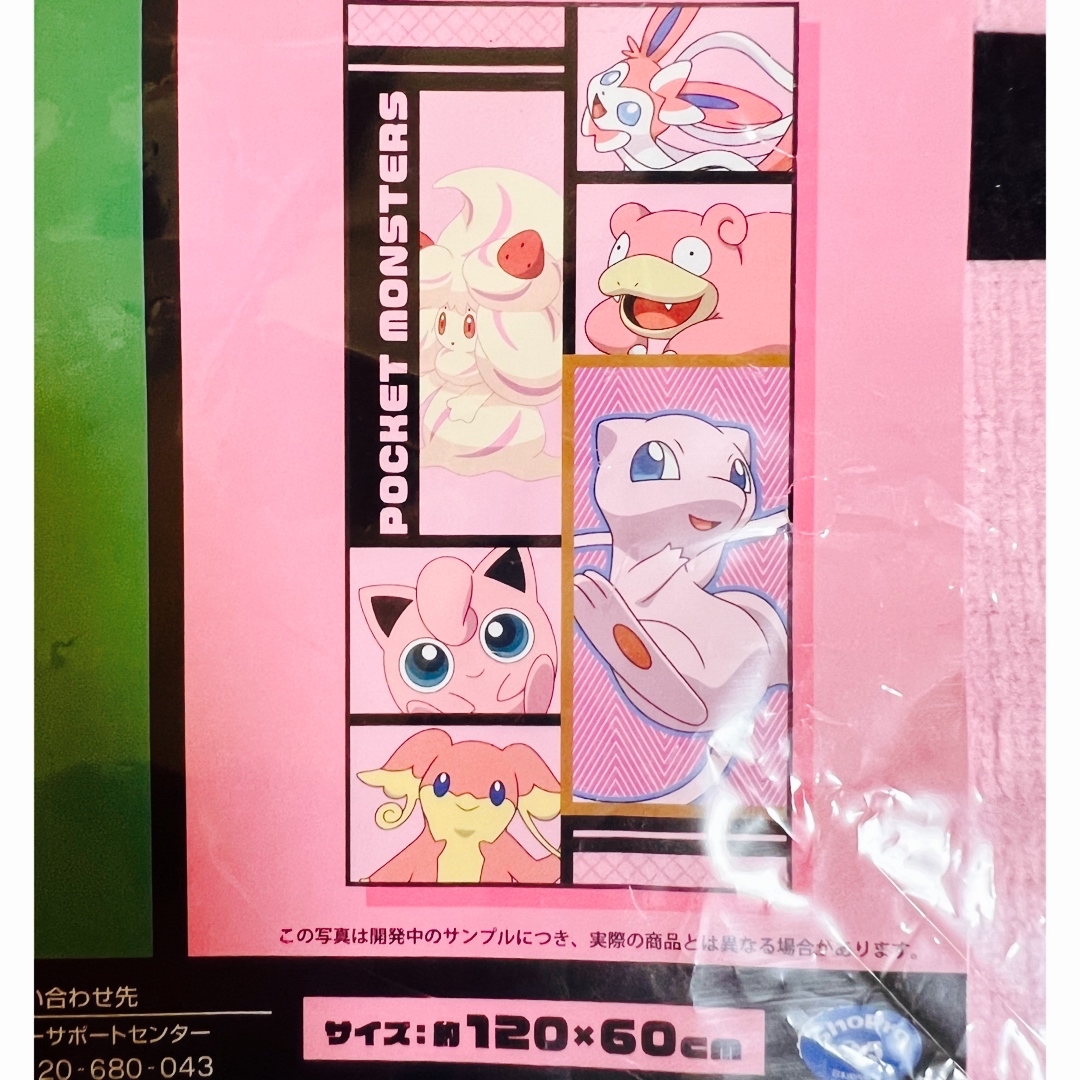 POCKET MONSTERS
この写真は開発中のサンプルにつき、実際の商品とは異なる場合があります。
い合わせ先
ーサポートセンター
20-680-043
サイズ:約120×60cm